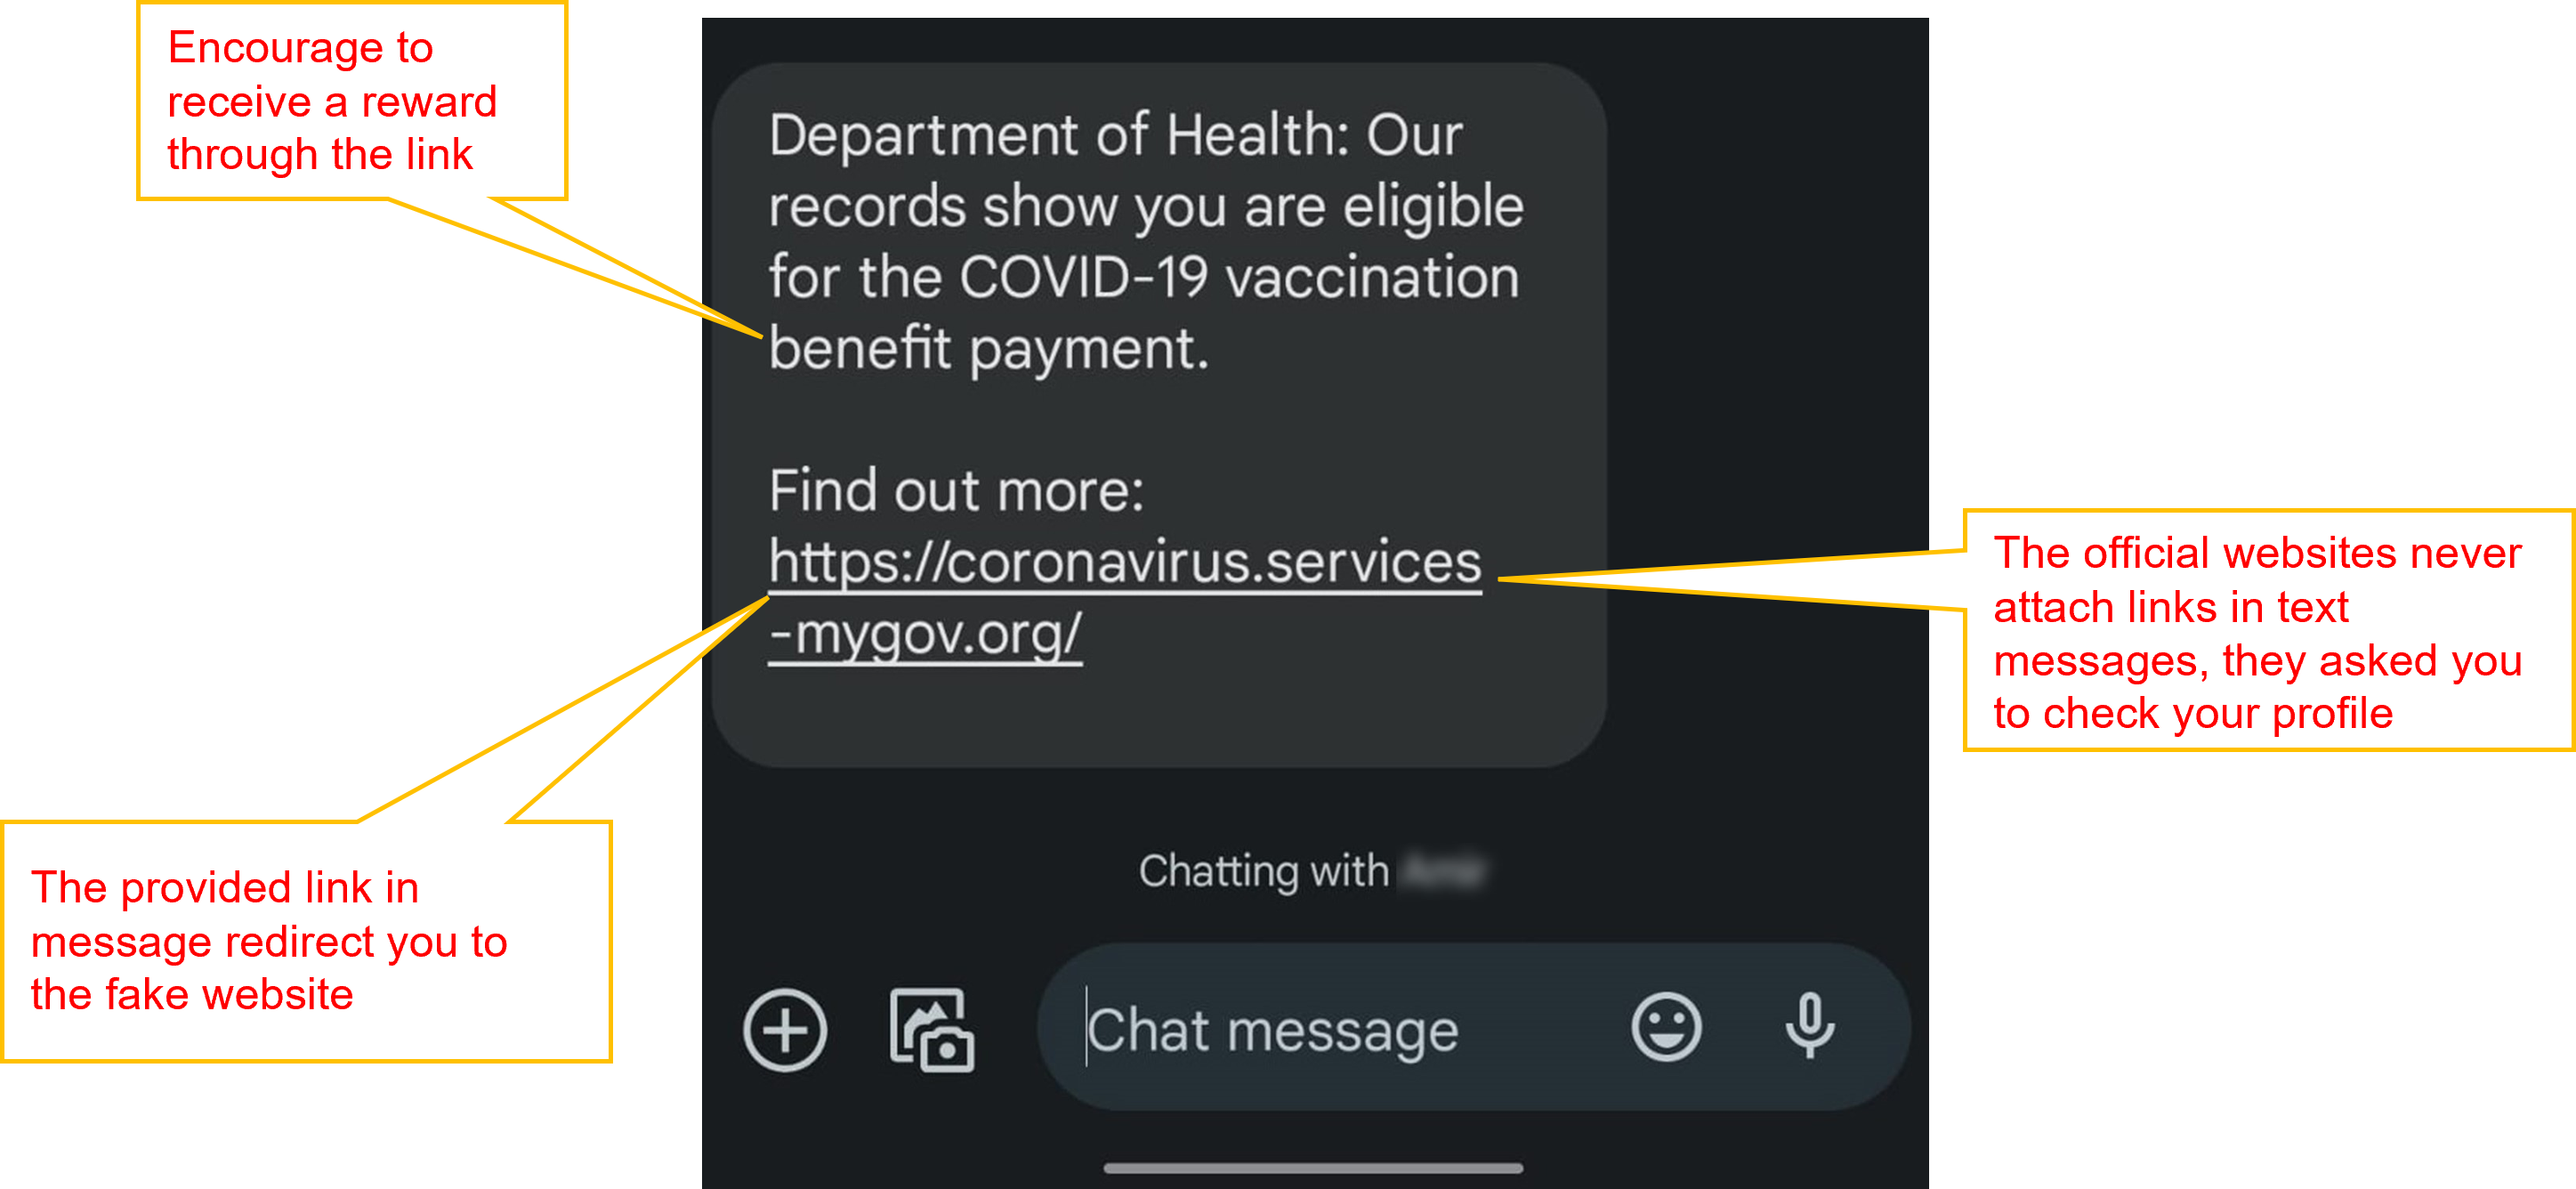 Encourage to
receive a reward
through the link
Department of Health: Our
records show you are eligible
for the COVID-19 vaccination
benefit payment.
Find out more:
https://coronavirus.services
-mygov.org/
The official websites never
attach links in text
messages, they asked you
to check your profile
The provided link in
message redirect you to
the fake website
Chatting with
Chat message